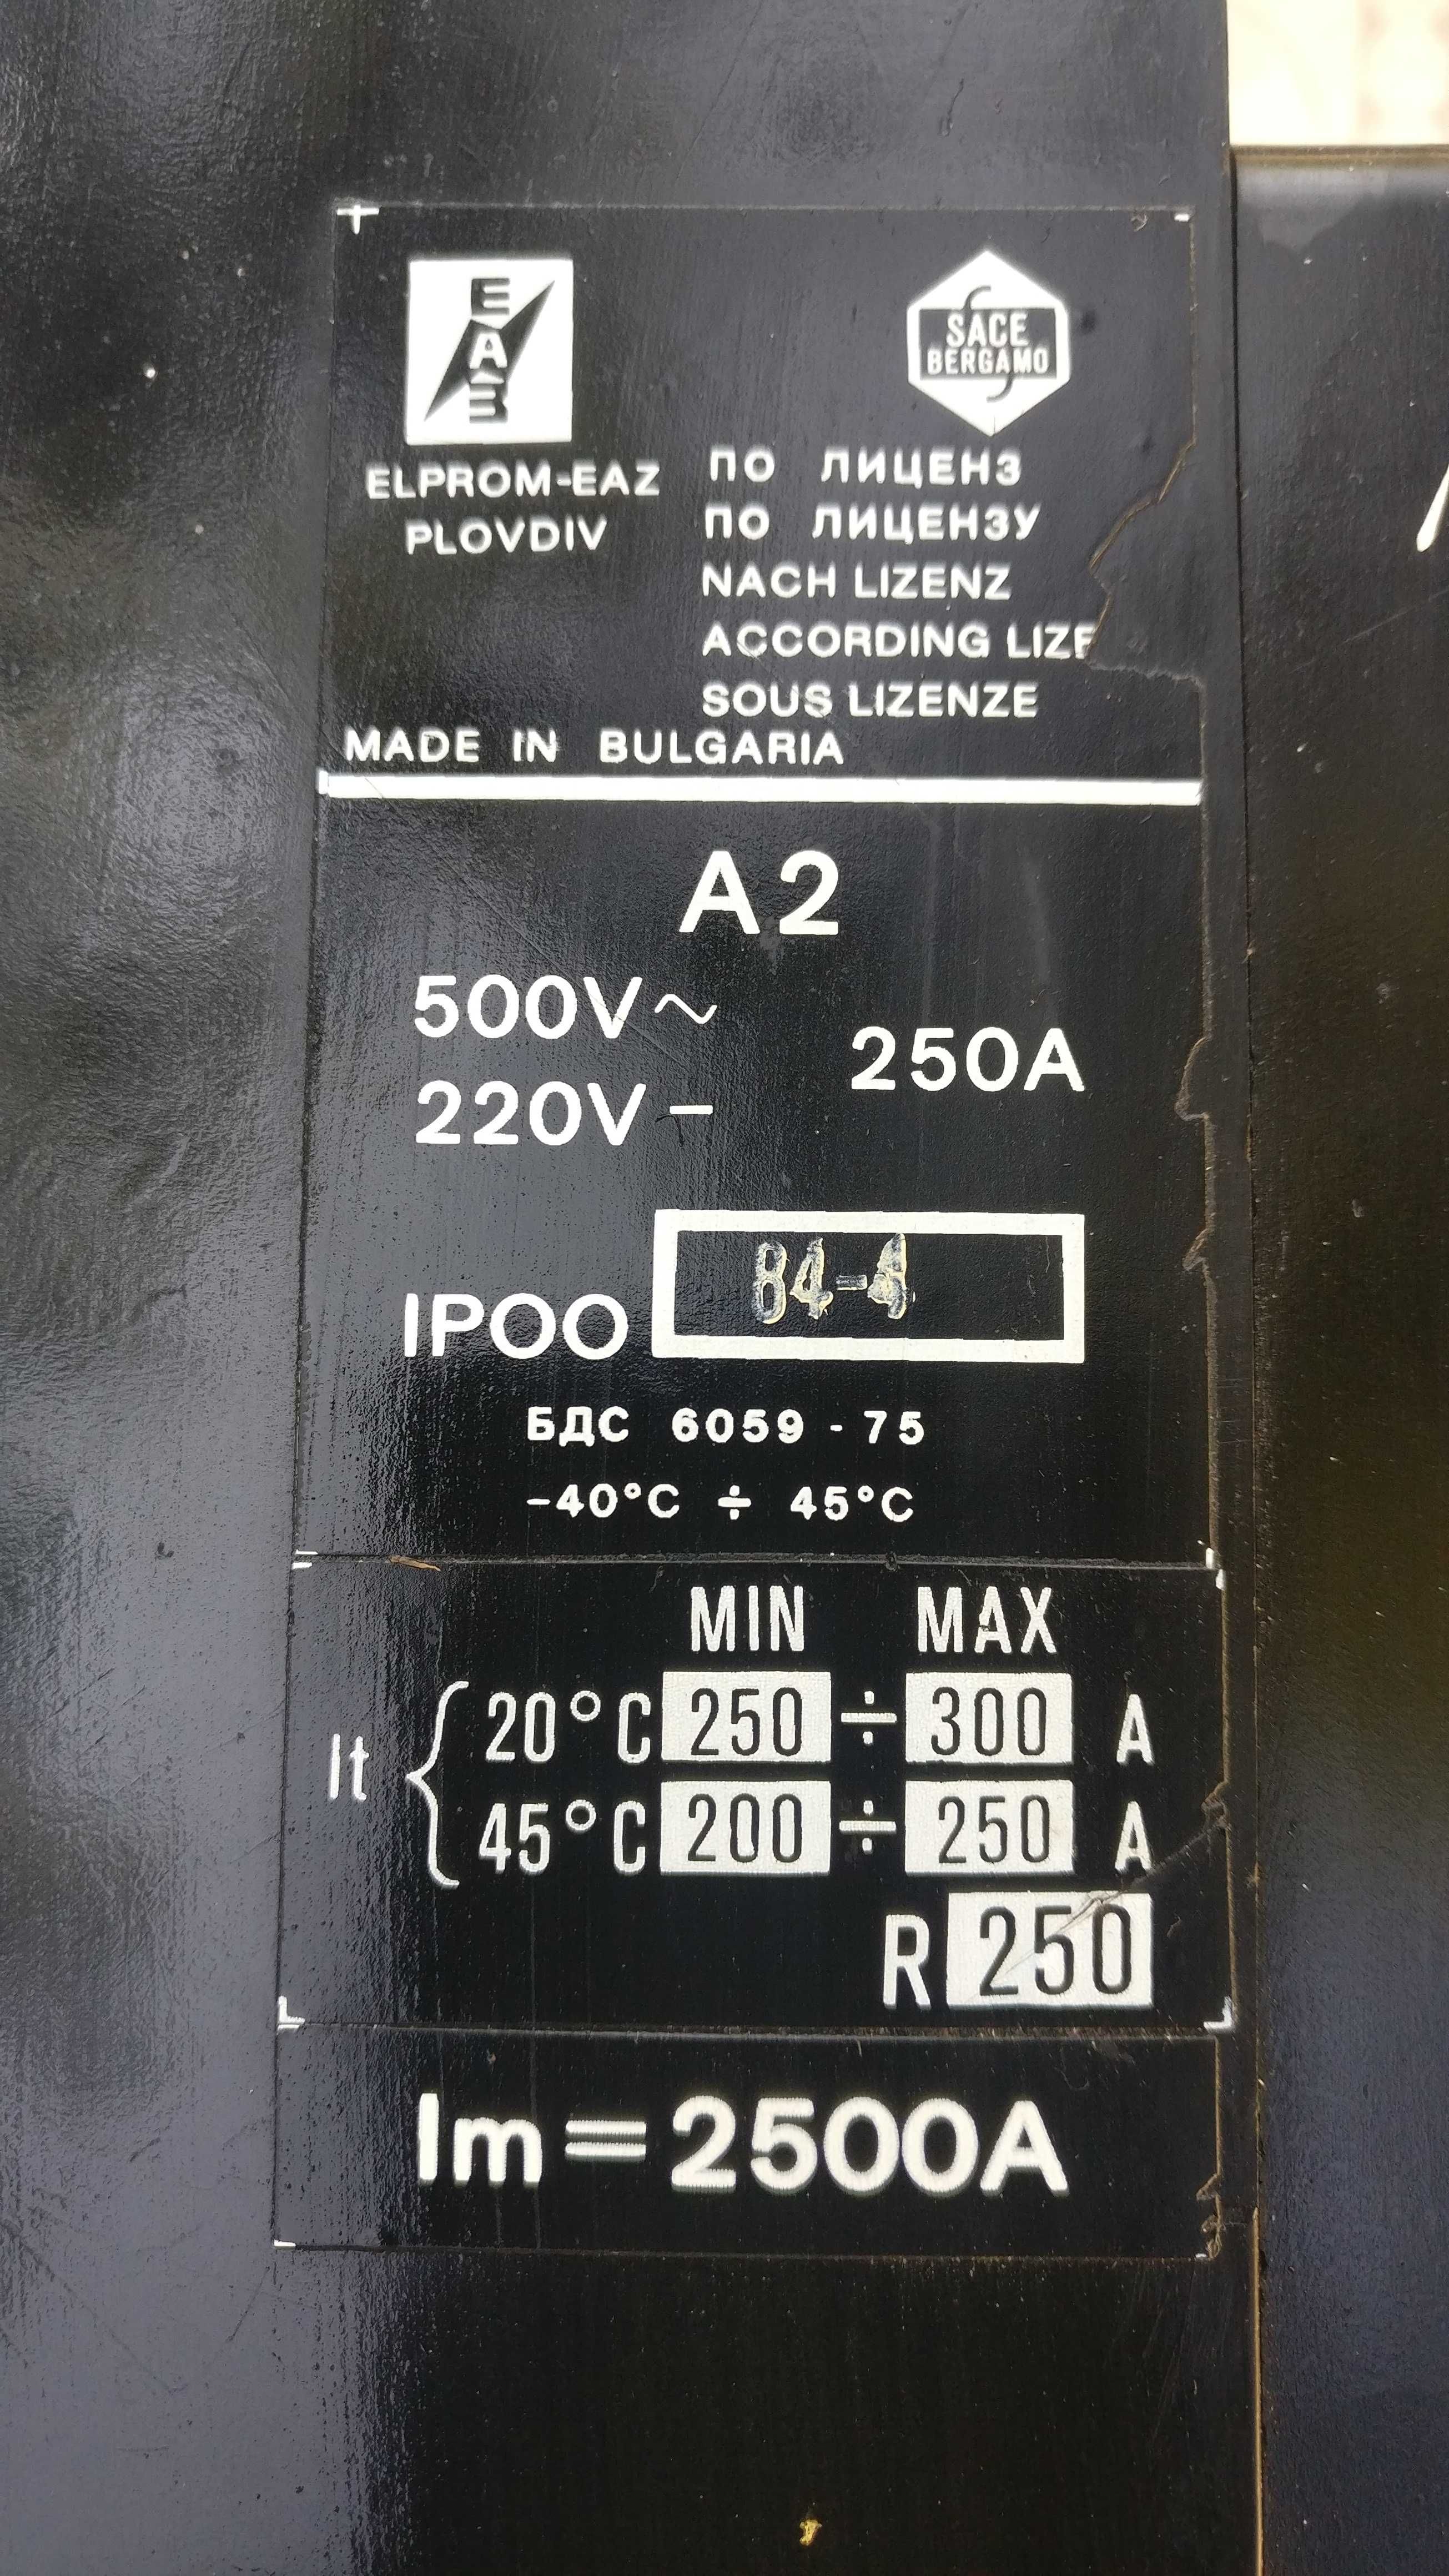 EAZ
SACE
BERGAMO
ELPROM-EAZ
PLOVDIV
ПО ЛИЦЕНЗ
ПО ЛИЦЕНЗУ
NACH LIZENZ
ACCORDING LIZE
SOUS LIZENZE
MADE IN BULGARIA
A2
500V~
220V-
250A
IP00
84-4
БДС 6059-75
-40°C ÷ 45°C
MIN MAX
It
20°C 250 ÷ 300 A
45°C 200 ÷ 250 A
R 250
Im=2500A